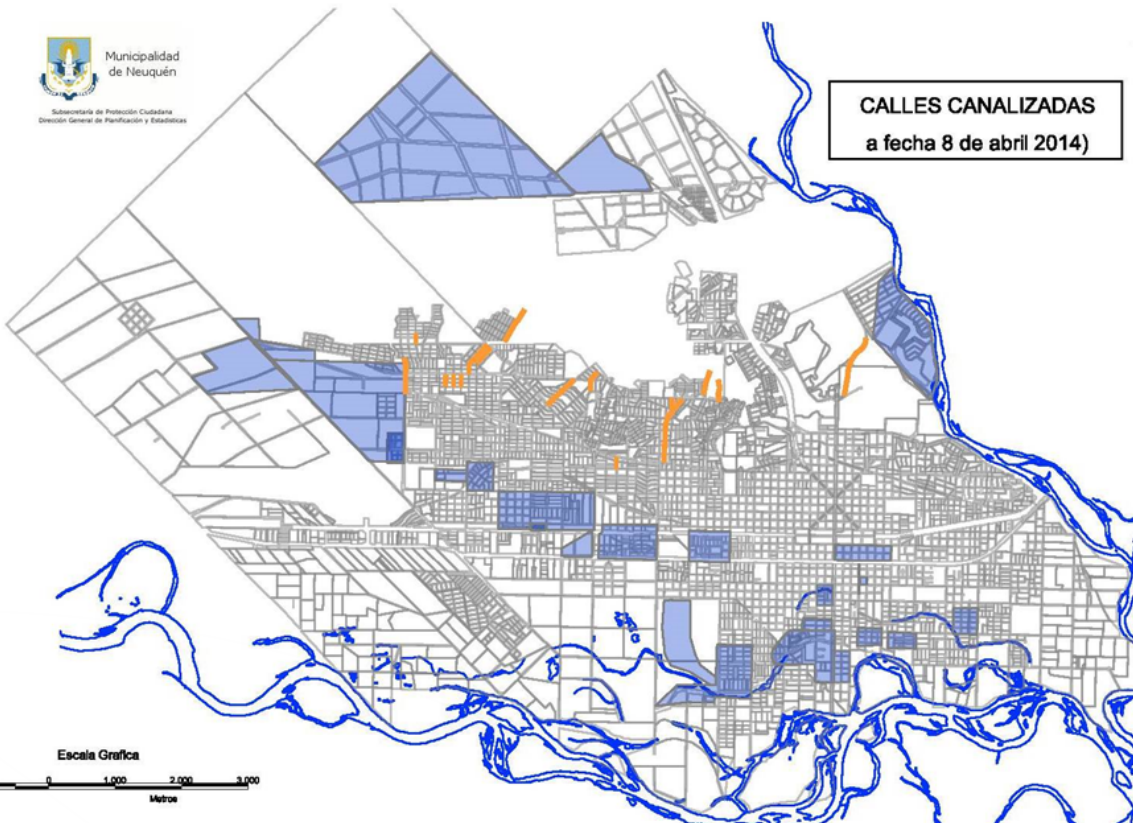 Municipalidad
de Neuquén
Subsecretaría de Protección Ciudadana
Dirección General de Planificación y Estadísticas
CALLES CANALIZADAS
a fecha 8 de abril 2014)
Escala Grafica
0 1.000 2.000 3.000
Metros